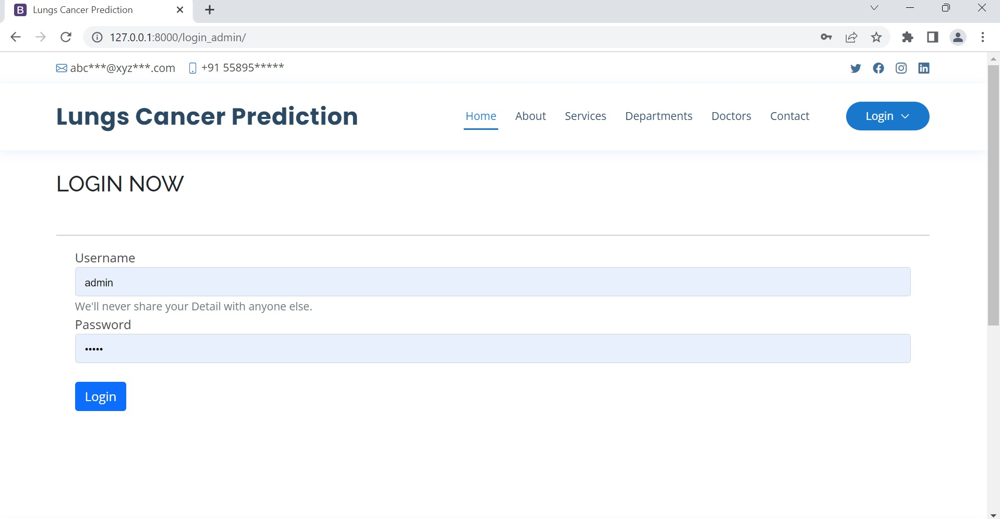 B Lungs Cancer Prediction
127.0.0.1:8000/login_admin/
abc***@xyz***.com +91 55895*****
Lungs Cancer Prediction Home About Services Departments Doctors Contact Login
LOGIN NOW
Username
admin
We'll never share your Detail with anyone else.
Password
•••••
Login